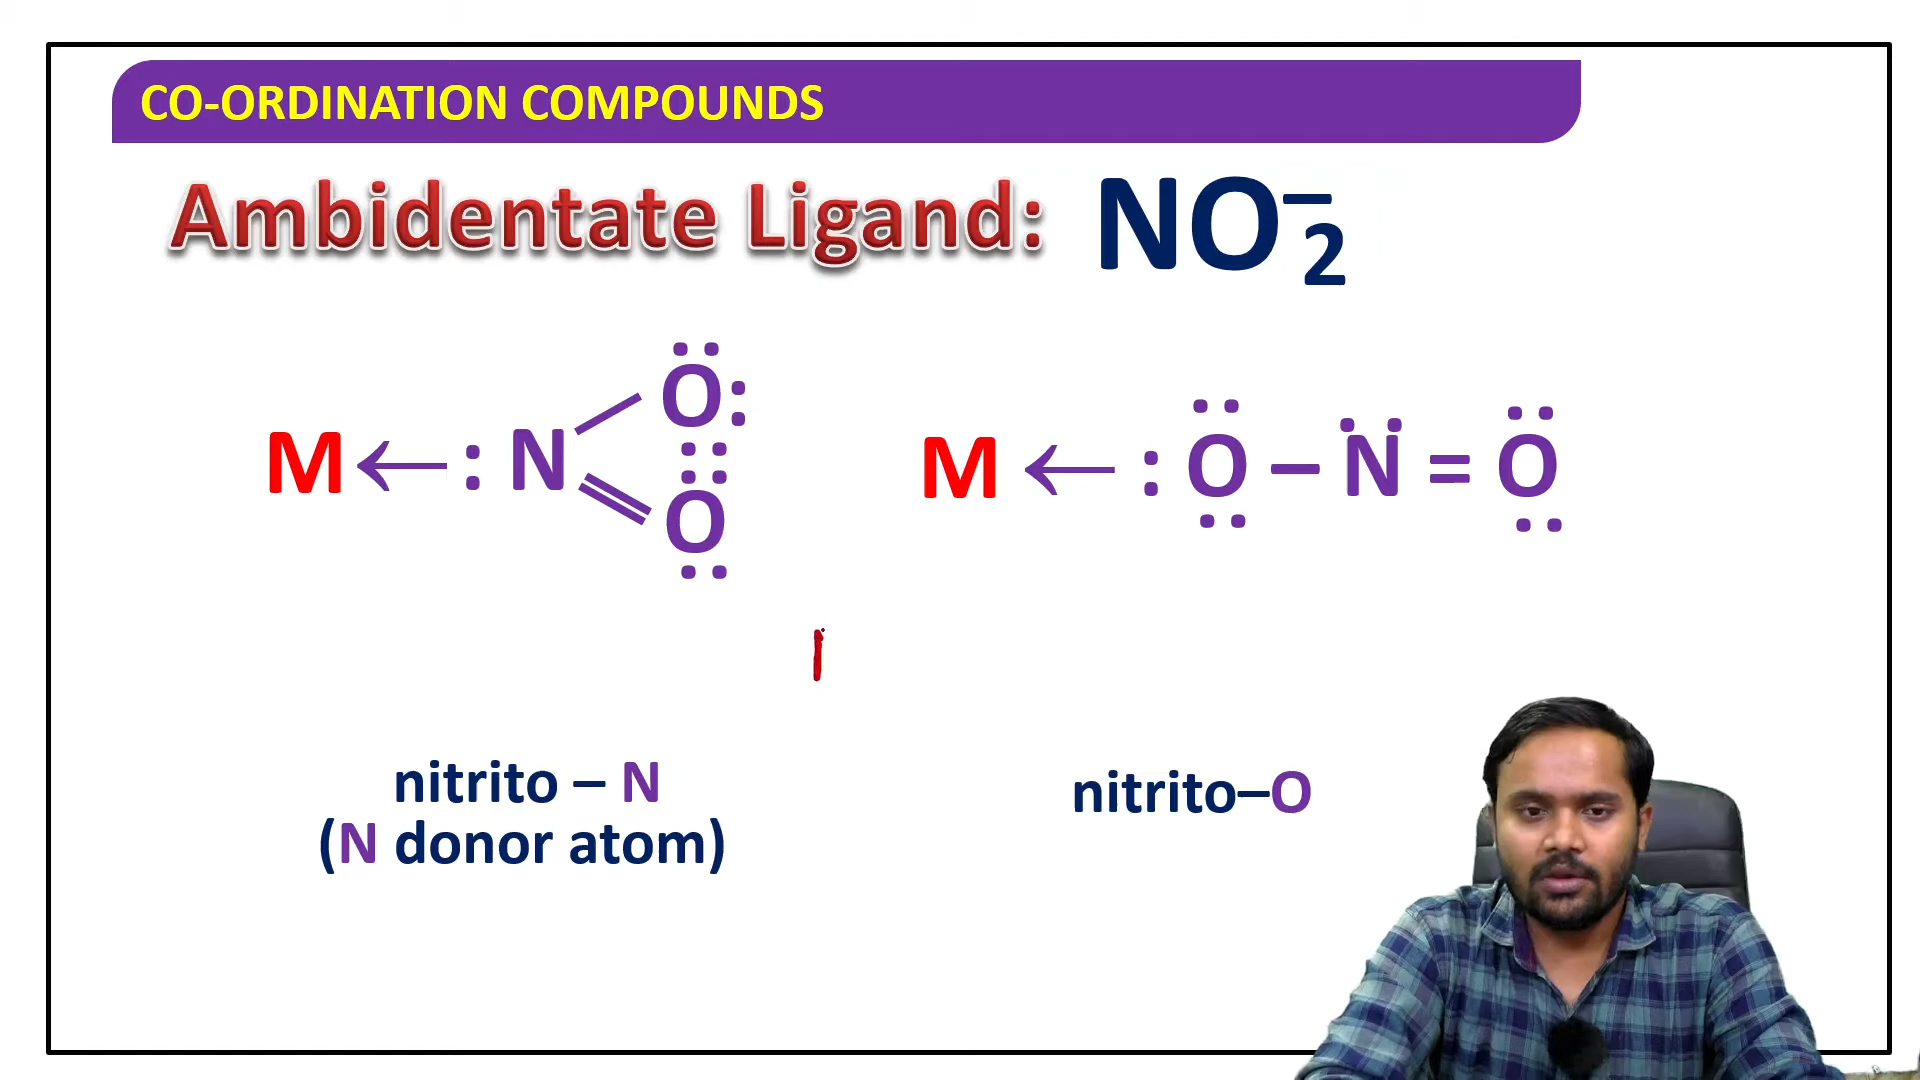 CO-ORDINATION COMPOUNDS
Ambidentate Ligand: NO₂⁻
M ← : N O O
M ← : O – N = O
nitrito – N
(N donor atom)
nitrito–O